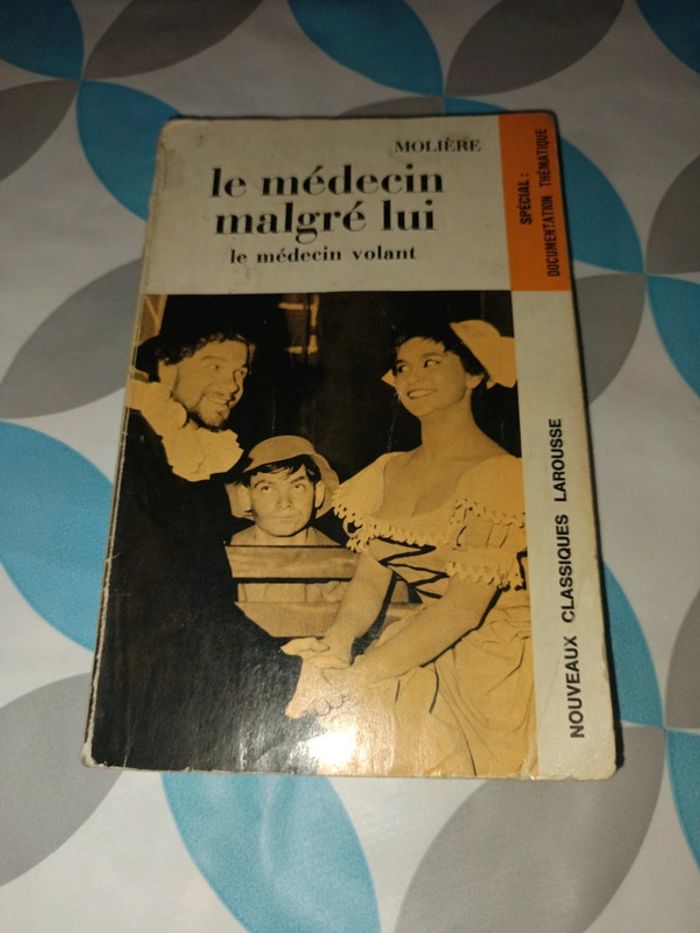 MOLIÈRE
le médecin
malgré lui
le médecin volant
SPÉCIAL :
DOCUMENTATION THÉMATIQUE
NOUVEAUX CLASSIQUES LAROUSSE